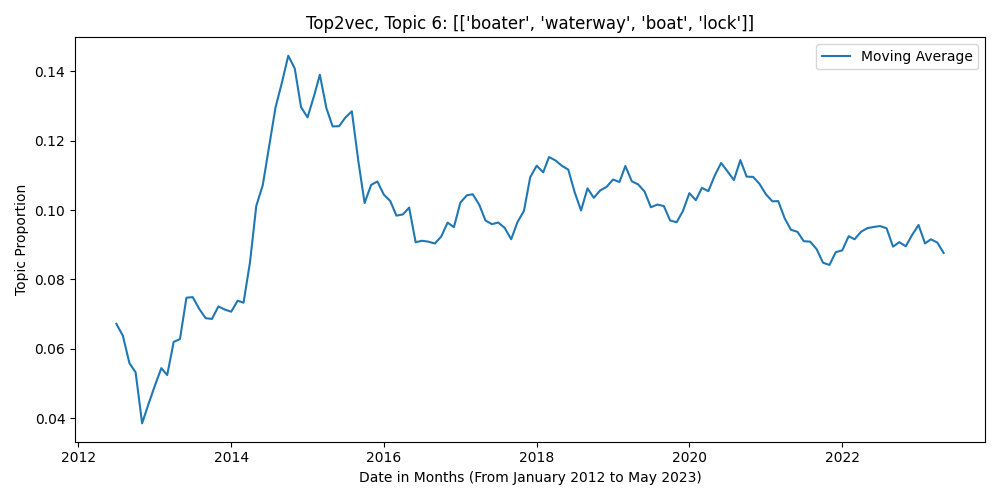 Top2vec, Topic 6: [['boater', 'waterway', 'boat', 'lock']]
Moving Average
Topic Proportion
0.14
0.12
0.10
0.08
0.06
0.04
2012 2014 2016 2018 2020 2022
Date in Months (From January 2012 to May 2023)